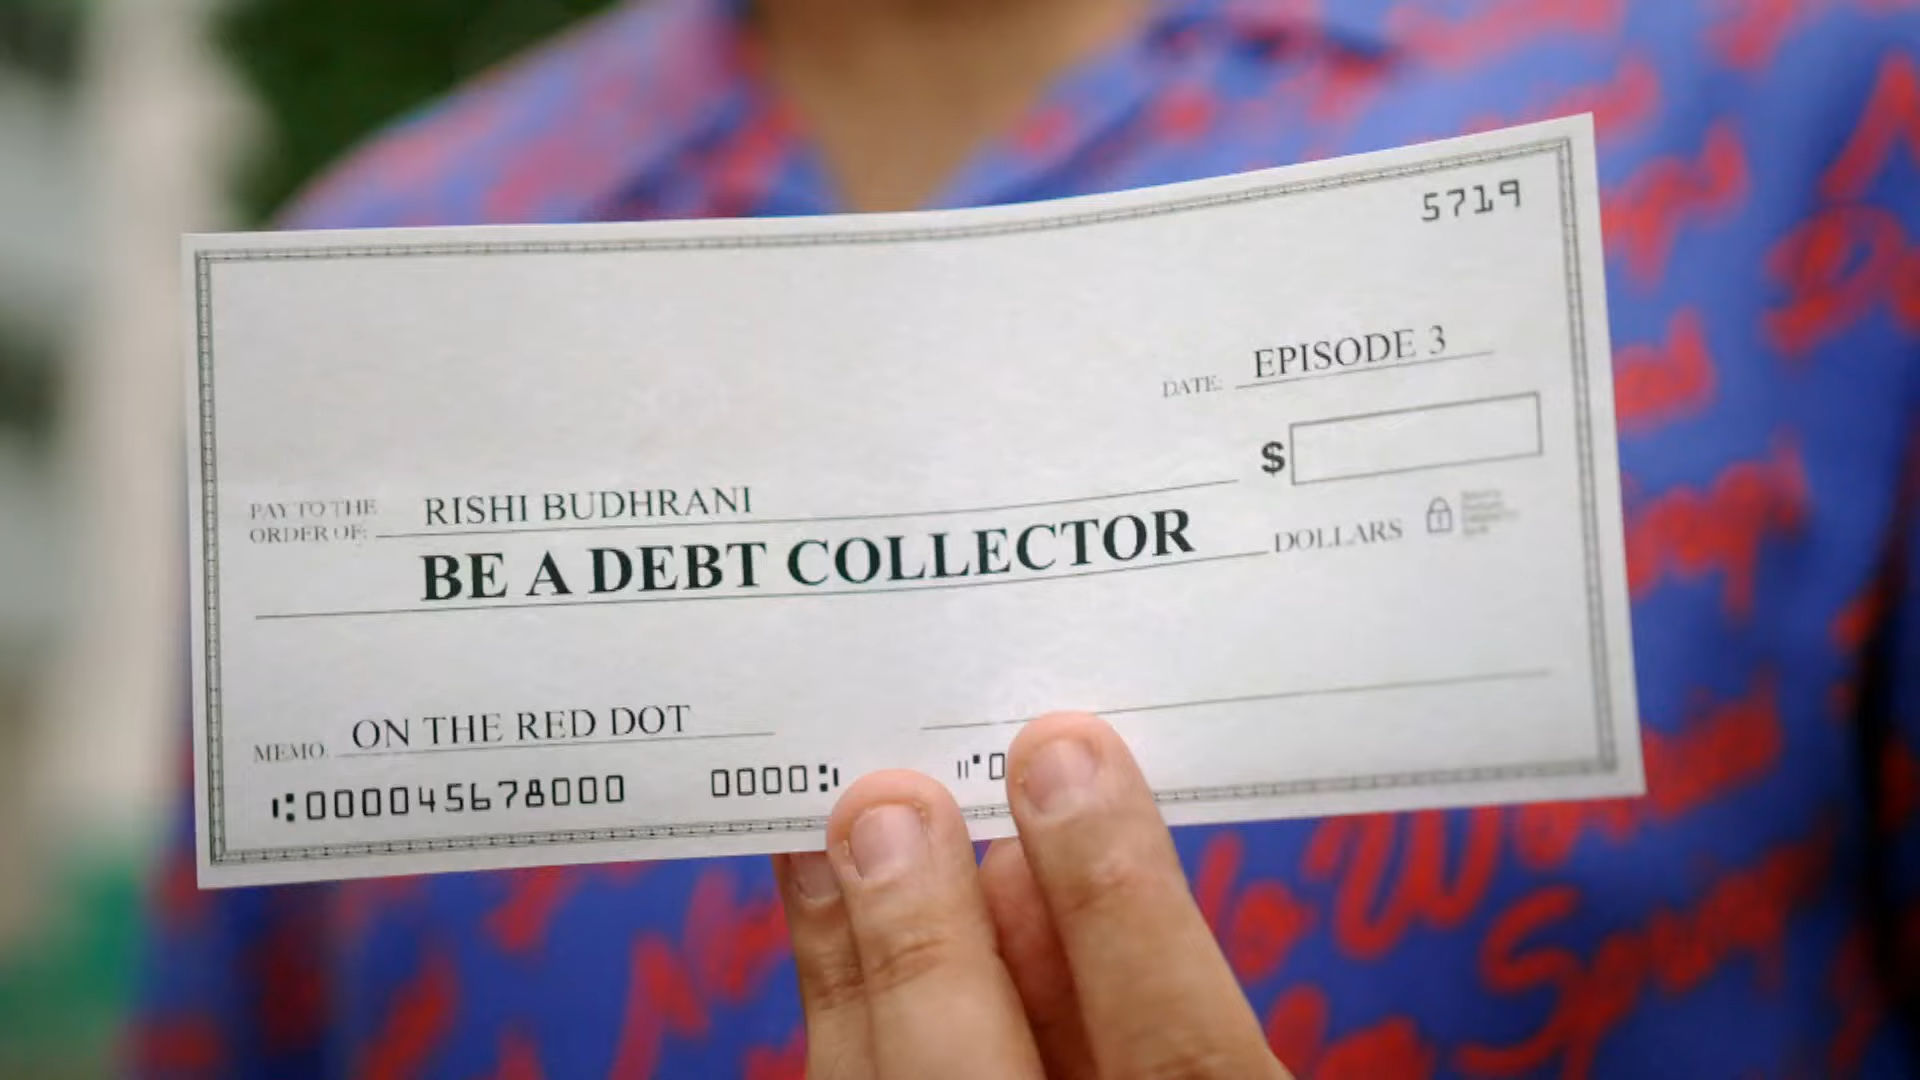 5719
DATE: EPISODE 3
$
PAY TO THE
ORDER OF: RISHI BUDHRANI
BE A DEBT COLLECTOR DOLLARS
MEMO: ON THE RED DOT
⑆000045678000 0000⑆ ⑈0